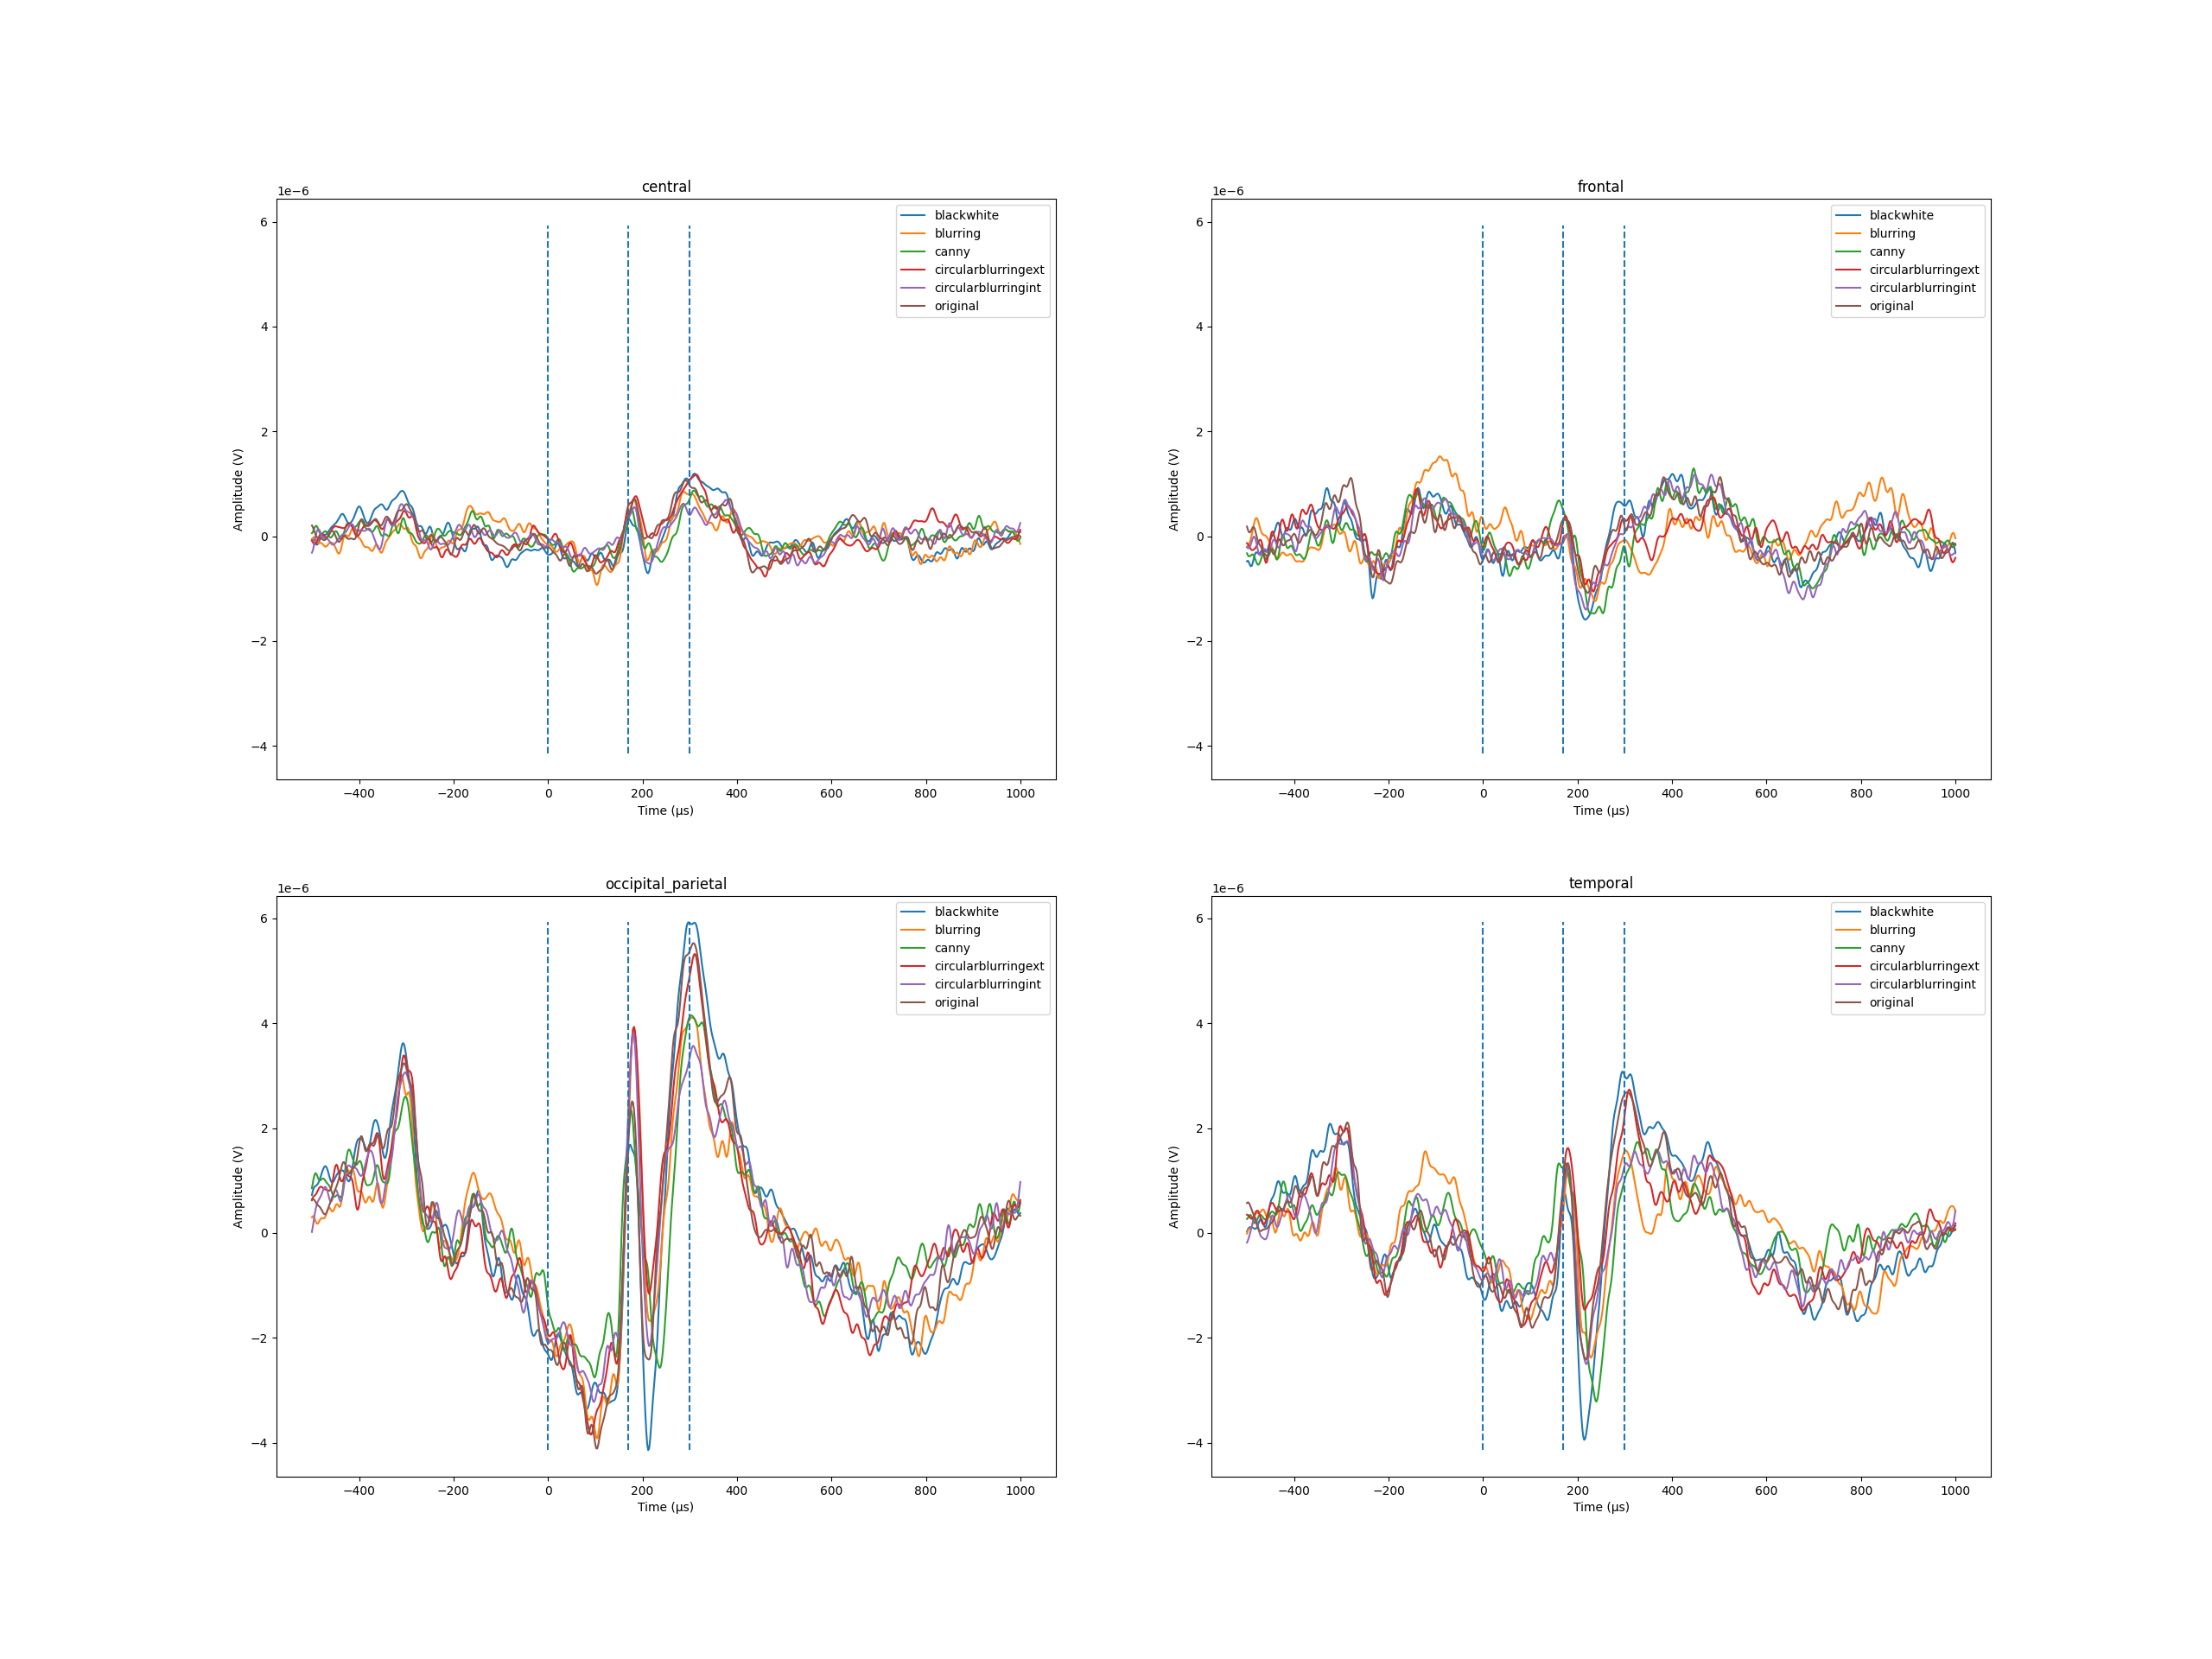 central
1e−6
Amplitude (V)
6
4
2
0
−2
−4
−400 −200 0 200 400 600 800 1000
Time (µs)
blackwhite
blurring
canny
circularblurringext
circularblurringint
original
frontal
1e−6
Amplitude (V)
6
4
2
0
−2
−4
−400 −200 0 200 400 600 800 1000
Time (µs)
blackwhite
blurring
canny
circularblurringext
circularblurringint
original
occipital_parietal
1e−6
Amplitude (V)
6
4
2
0
−2
−4
−400 −200 0 200 400 600 800 1000
Time (µs)
blackwhite
blurring
canny
circularblurringext
circularblurringint
original
temporal
1e−6
Amplitude (V)
6
4
2
0
−2
−4
−400 −200 0 200 400 600 800 1000
Time (µs)
blackwhite
blurring
canny
circularblurringext
circularblurringint
original